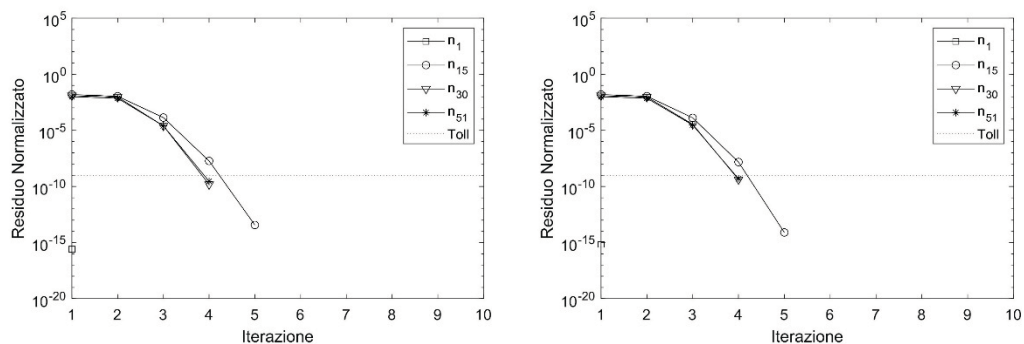 10^5
10^0
10^-5
10^-10
10^-15
10^-20
Residuo Normalizzato
1 2 3 4 5 6 7 8 9 10
Iterazione
n_1
n_15
n_30
n_51
Toll
10^5
10^0
10^-5
10^-10
10^-15
10^-20
Residuo Normalizzato
1 2 3 4 5 6 7 8 9 10
Iterazione
n_1
n_15
n_30
n_51
Toll